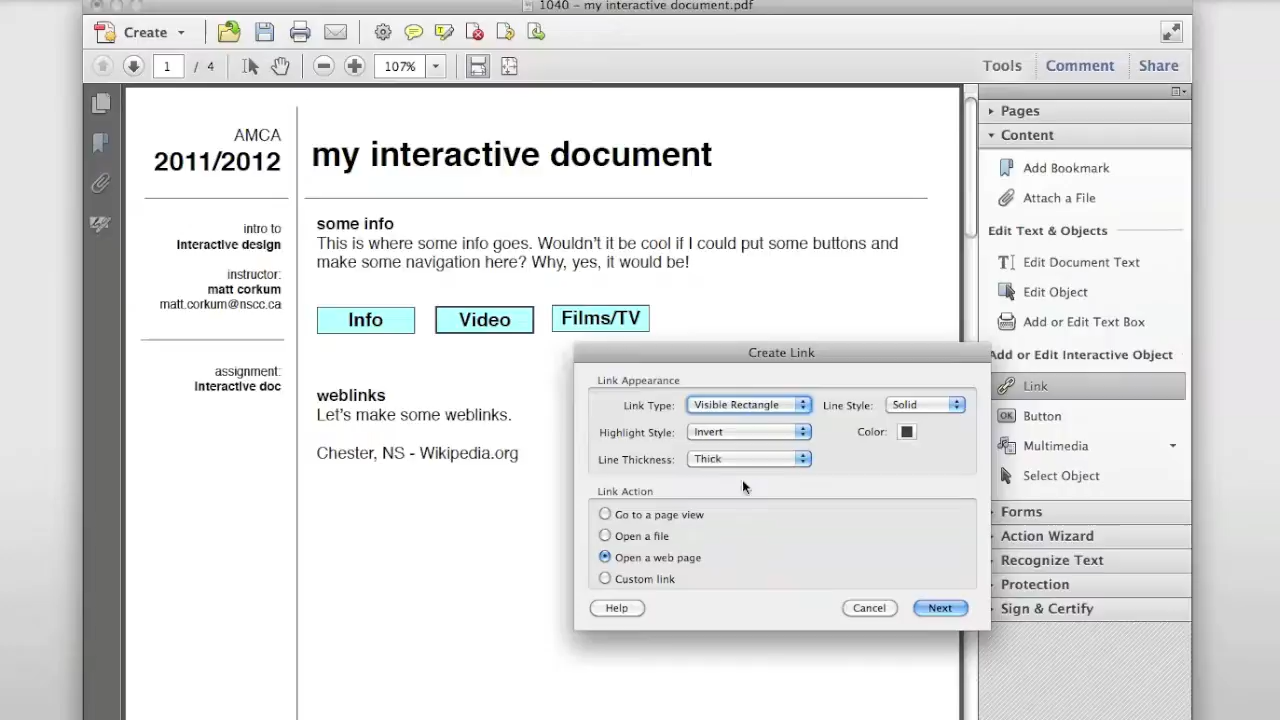 1040 – my interactive document.pdf
Create
1 / 4
107%
Tools
Comment
Share
AMCA
2011/2012
my interactive document
intro to
Interactive design
instructor:
matt corkum
matt.corkum@nscc.ca
assignment:
Interactive doc
some info
This is where some info goes. Wouldn't it be cool if I could put some buttons and
make some navigation here? Why, yes, it would be!
Info
Video
Films/TV
weblinks
Let's make some weblinks.
Chester, NS - Wikipedia.org
Create Link
Link Appearance
Link Type: Visible Rectangle Line Style: Solid
Highlight Style: Invert Color:
Line Thickness: Thick
Link Action
Go to a page view
Open a file
Open a web page
Custom link
Help
Cancel
Next
Pages
Content
Add Bookmark
Attach a File
Edit Text & Objects
T Edit Document Text
Edit Object
Add or Edit Text Box
Add or Edit Interactive Object
Link
OK Button
Multimedia
Select Object
Forms
Action Wizard
Recognize Text
Protection
Sign & Certify